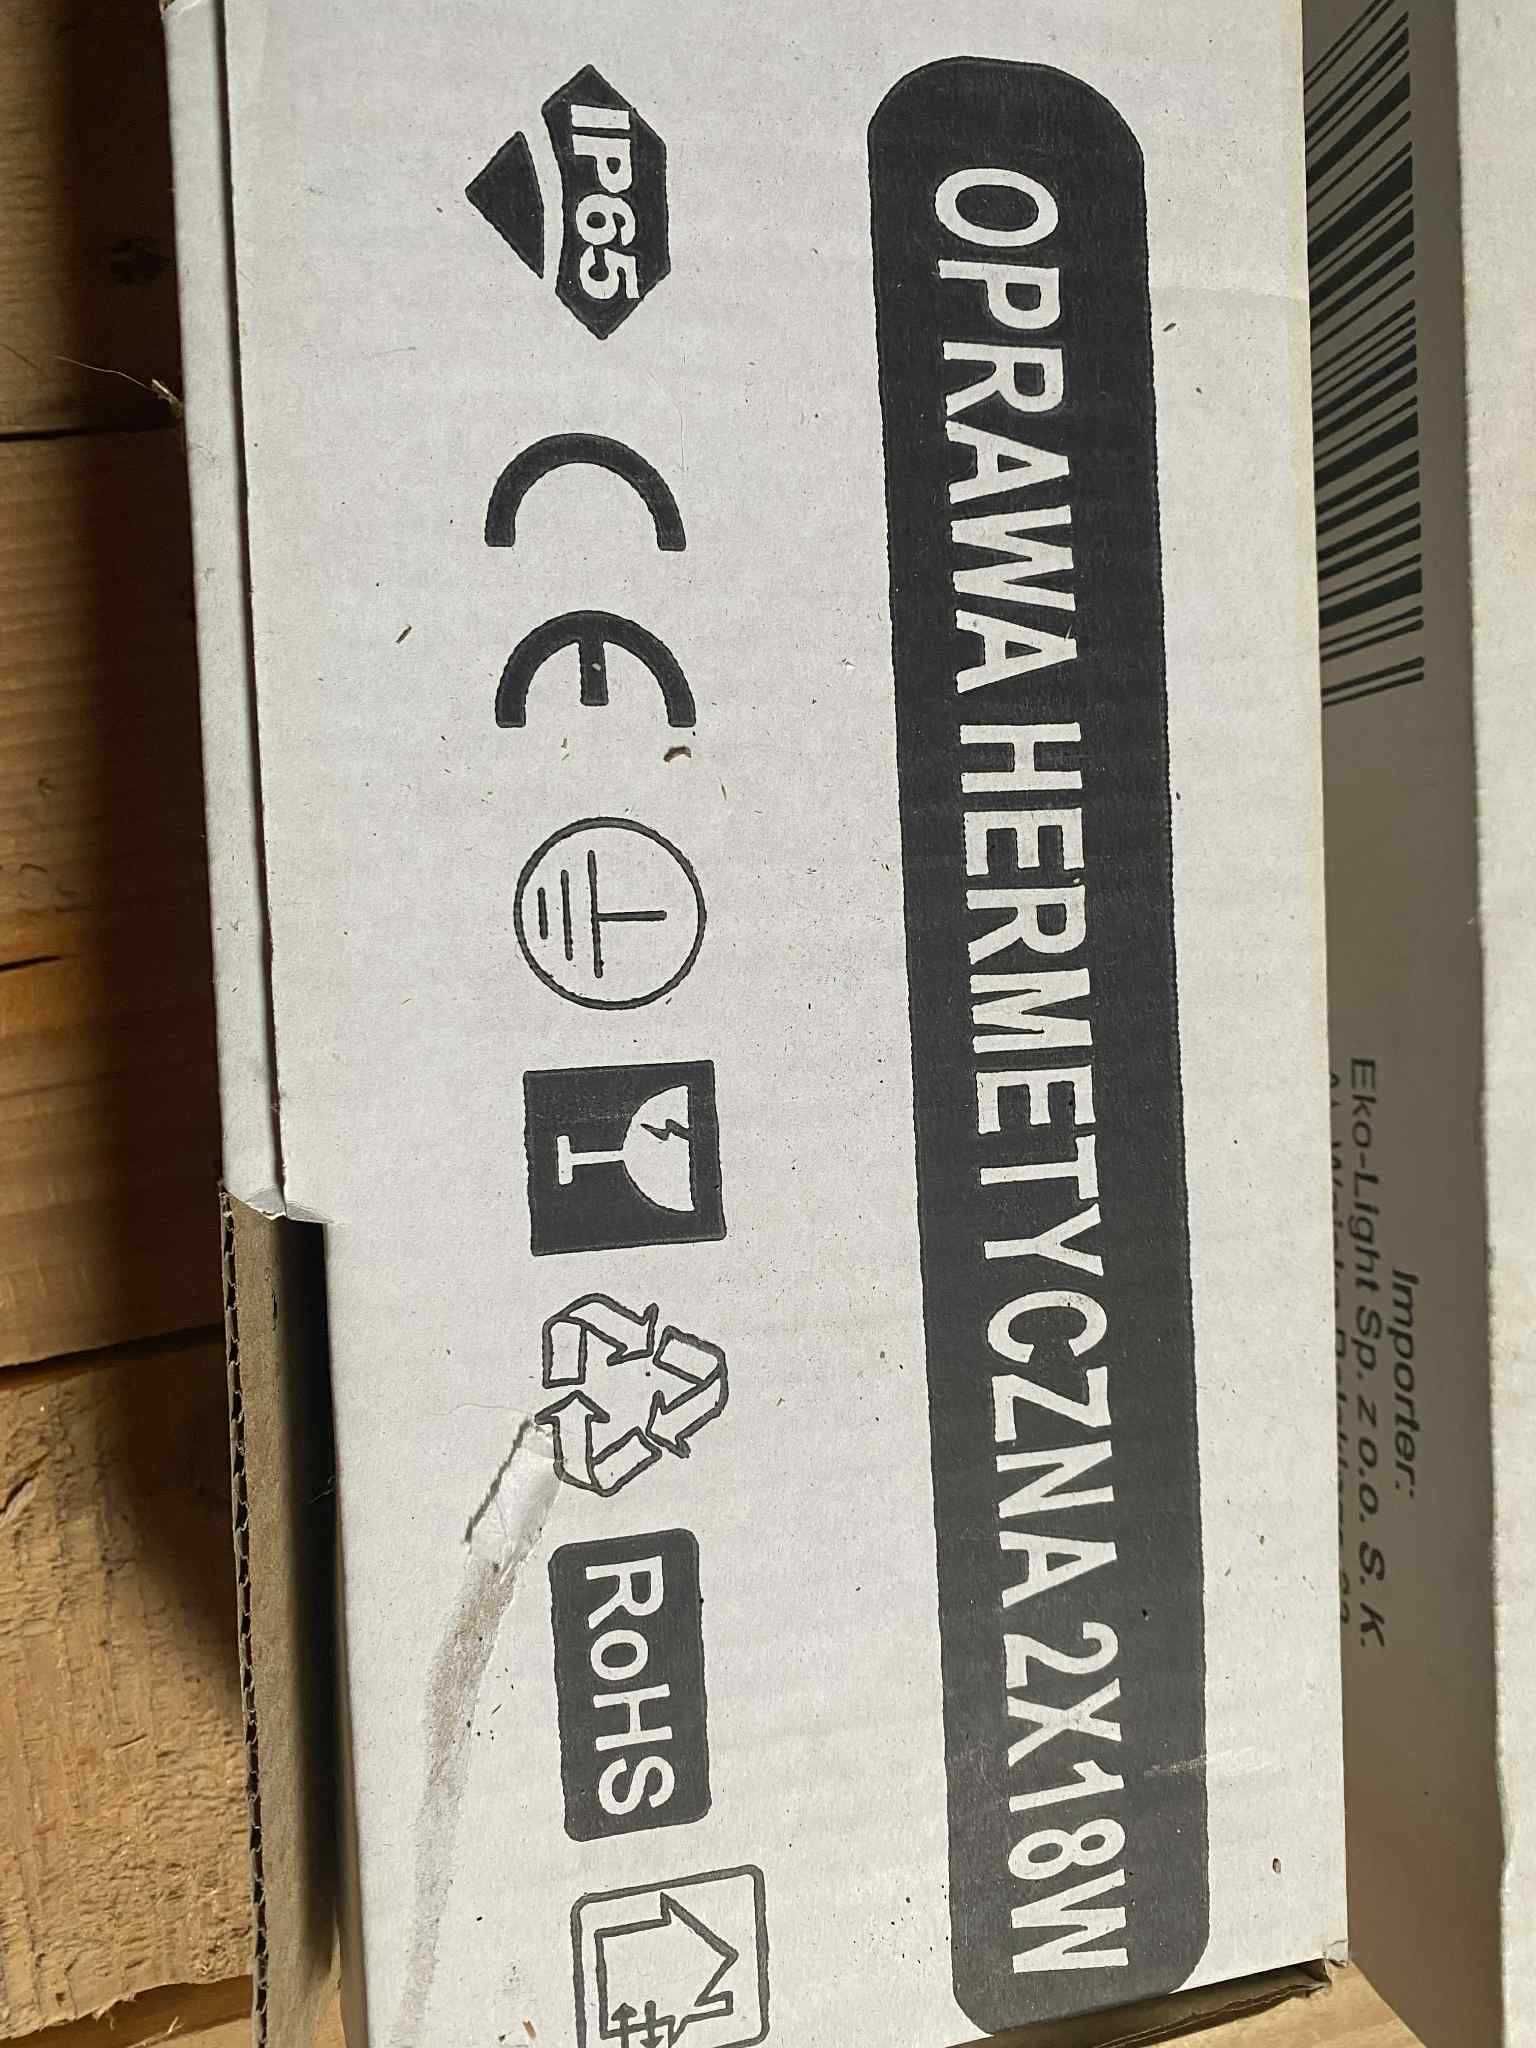 OPRAWA HERMETYCZNA 2X18W
IP65
CE
RoHS
Importer:
Eko-Light Sp. z o.o. S. K.